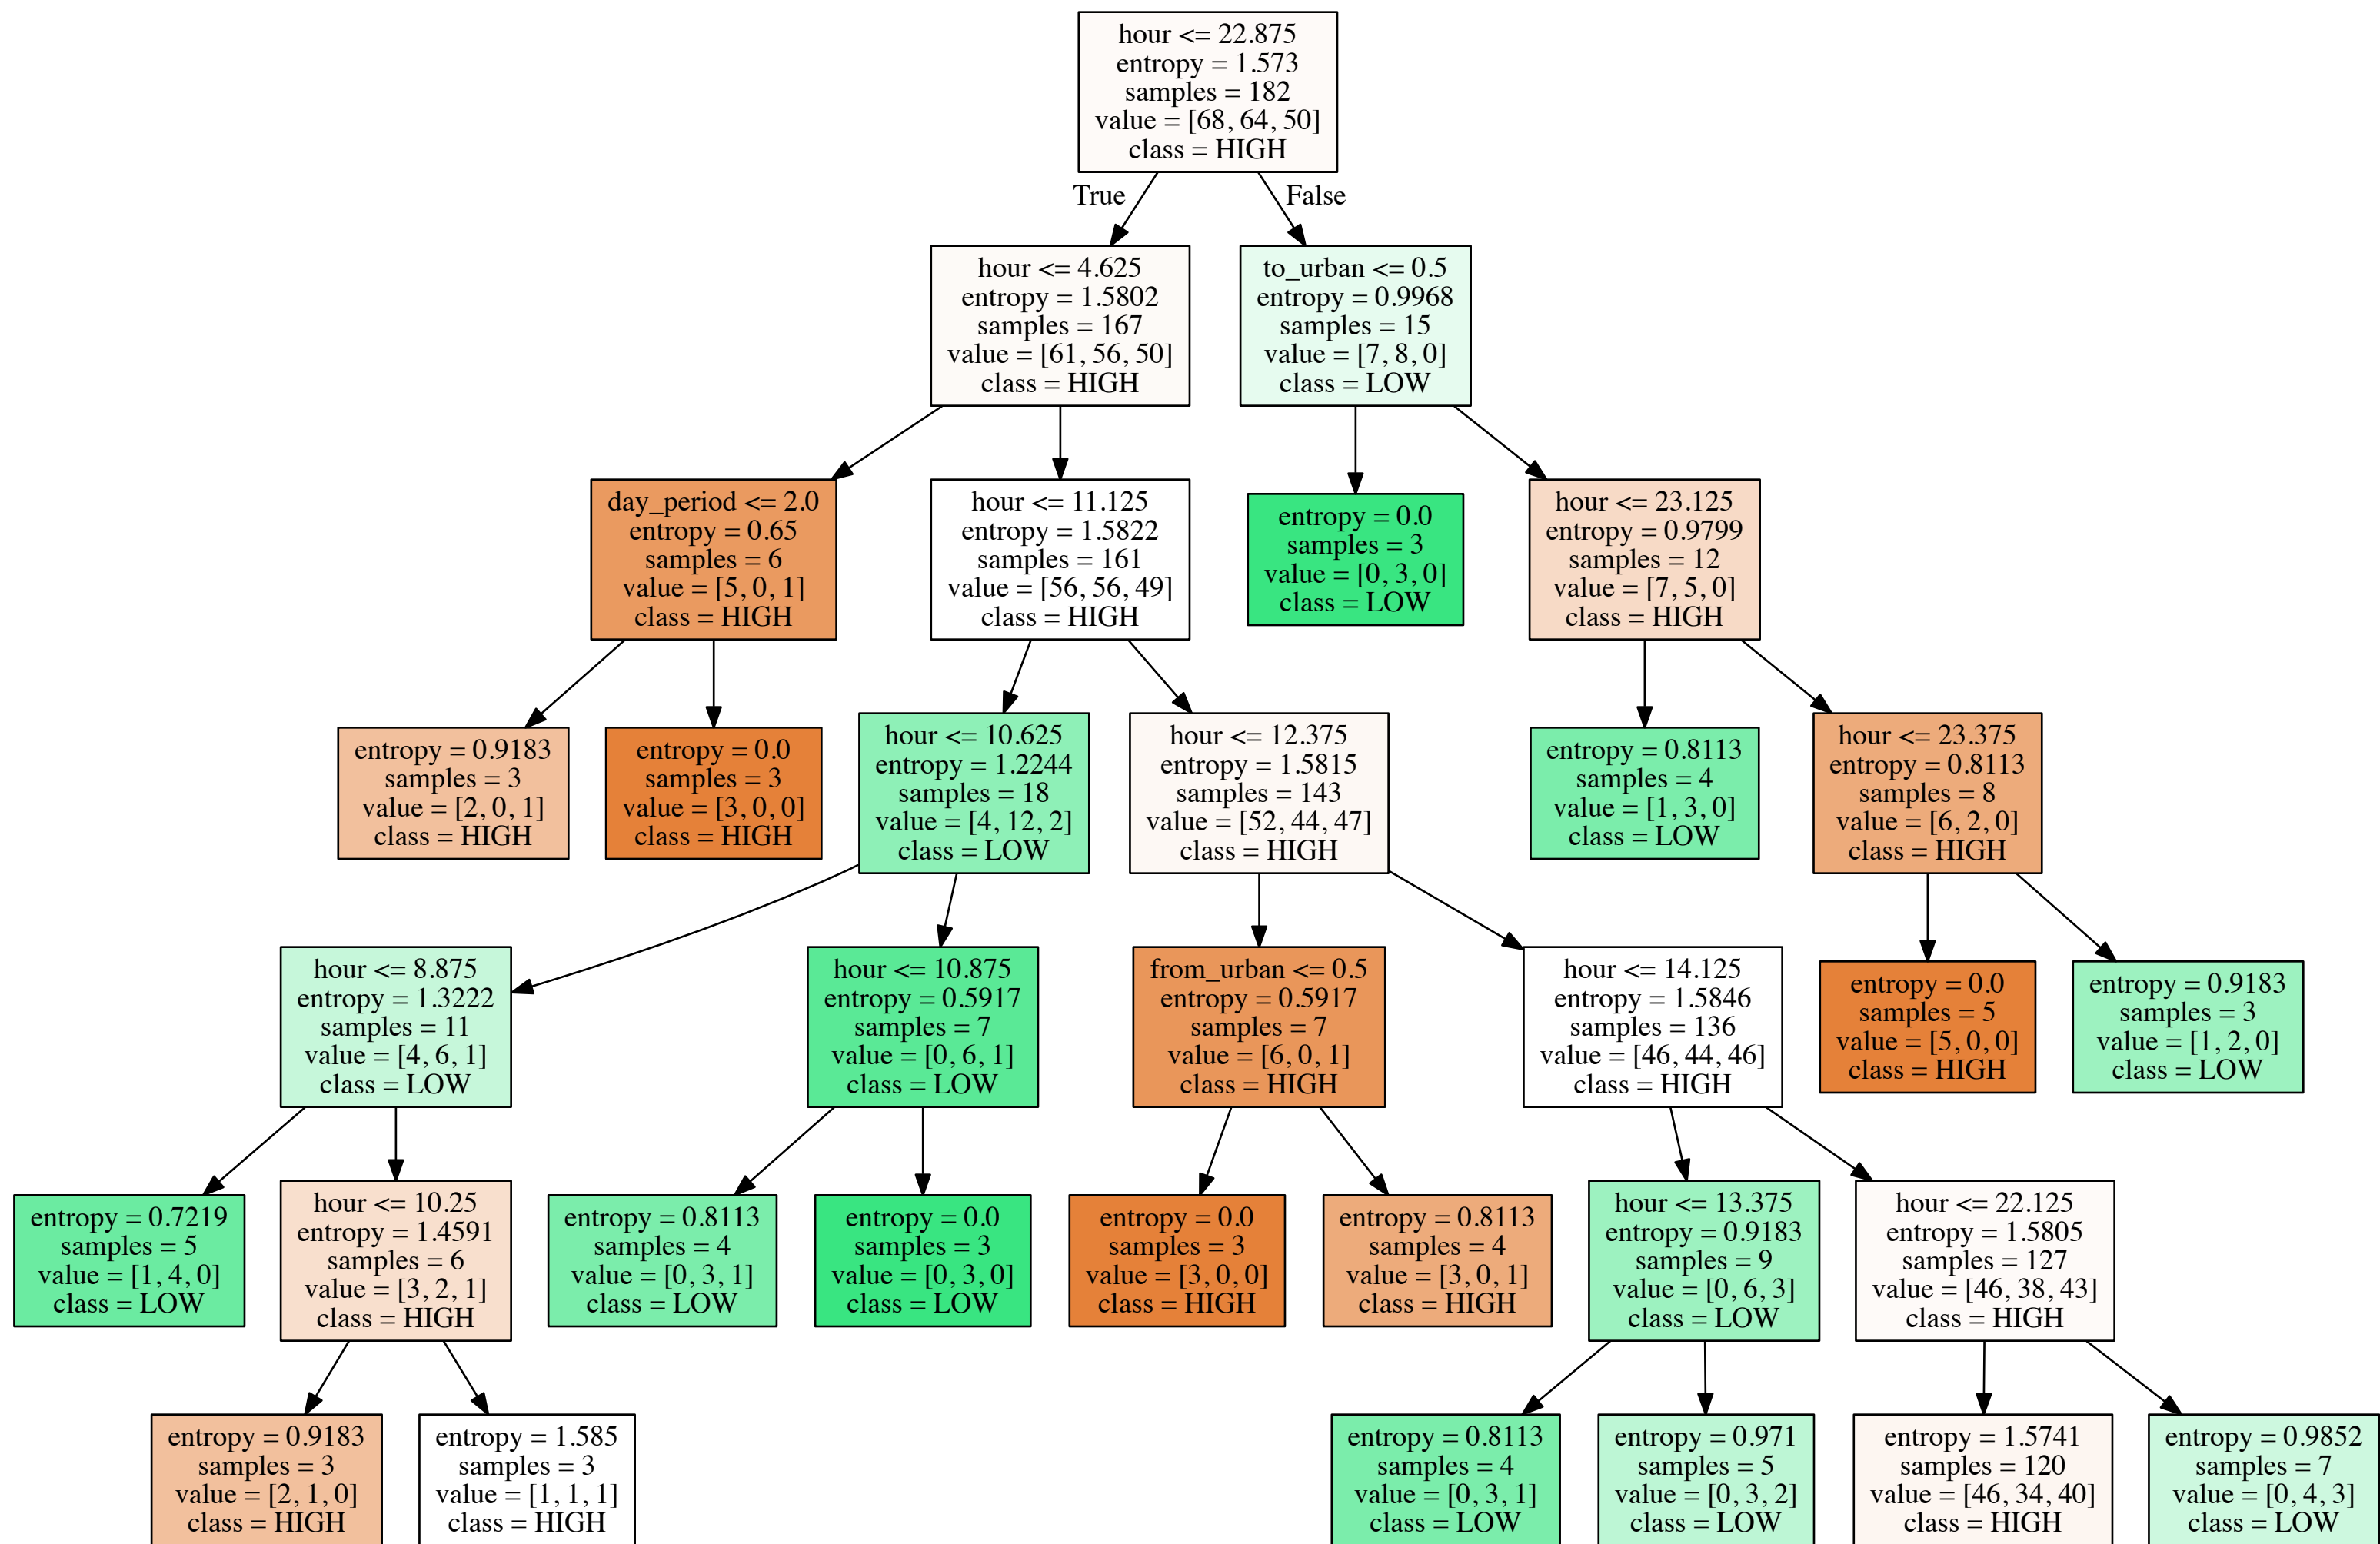 hour <= 22.875
entropy = 1.573
samples = 182
value = [68, 64, 50]
class = HIGH
True
False
hour <= 4.625
entropy = 1.5802
samples = 167
value = [61, 56, 50]
class = HIGH
to_urban <= 0.5
entropy = 0.9968
samples = 15
value = [7, 8, 0]
class = LOW
day_period <= 2.0
entropy = 0.65
samples = 6
value = [5, 0, 1]
class = HIGH
hour <= 11.125
entropy = 1.5822
samples = 161
value = [56, 56, 49]
class = HIGH
entropy = 0.0
samples = 3
value = [0, 3, 0]
class = LOW
hour <= 23.125
entropy = 0.9799
samples = 12
value = [7, 5, 0]
class = HIGH
entropy = 0.9183
samples = 3
value = [2, 0, 1]
class = HIGH
entropy = 0.0
samples = 3
value = [3, 0, 0]
class = HIGH
hour <= 10.625
entropy = 1.2244
samples = 18
value = [4, 12, 2]
class = LOW
hour <= 12.375
entropy = 1.5815
samples = 143
value = [52, 44, 47]
class = HIGH
entropy = 0.8113
samples = 4
value = [1, 3, 0]
class = LOW
hour <= 23.375
entropy = 0.8113
samples = 8
value = [6, 2, 0]
class = HIGH
hour <= 8.875
entropy = 1.3222
samples = 11
value = [4, 6, 1]
class = LOW
hour <= 10.875
entropy = 0.5917
samples = 7
value = [0, 6, 1]
class = LOW
from_urban <= 0.5
entropy = 0.5917
samples = 7
value = [6, 0, 1]
class = HIGH
hour <= 14.125
entropy = 1.5846
samples = 136
value = [46, 44, 46]
class = HIGH
entropy = 0.0
samples = 5
value = [5, 0, 0]
class = HIGH
entropy = 0.9183
samples = 3
value = [1, 2, 0]
class = LOW
entropy = 0.7219
samples = 5
value = [1, 4, 0]
class = LOW
hour <= 10.25
entropy = 1.4591
samples = 6
value = [3, 2, 1]
class = HIGH
entropy = 0.8113
samples = 4
value = [0, 3, 1]
class = LOW
entropy = 0.0
samples = 3
value = [0, 3, 0]
class = LOW
entropy = 0.0
samples = 3
value = [3, 0, 0]
class = HIGH
entropy = 0.8113
samples = 4
value = [3, 0, 1]
class = HIGH
hour <= 13.375
entropy = 0.9183
samples = 9
value = [0, 6, 3]
class = LOW
hour <= 22.125
entropy = 1.5805
samples = 127
value = [46, 38, 43]
class = HIGH
entropy = 0.9183
samples = 3
value = [2, 1, 0]
class = HIGH
entropy = 1.585
samples = 3
value = [1, 1, 1]
class = HIGH
entropy = 0.8113
samples = 4
value = [0, 3, 1]
class = LOW
entropy = 0.971
samples = 5
value = [0, 3, 2]
class = LOW
entropy = 1.5741
samples = 120
value = [46, 34, 40]
class = HIGH
entropy = 0.9852
samples = 7
value = [0, 4, 3]
class = LOW